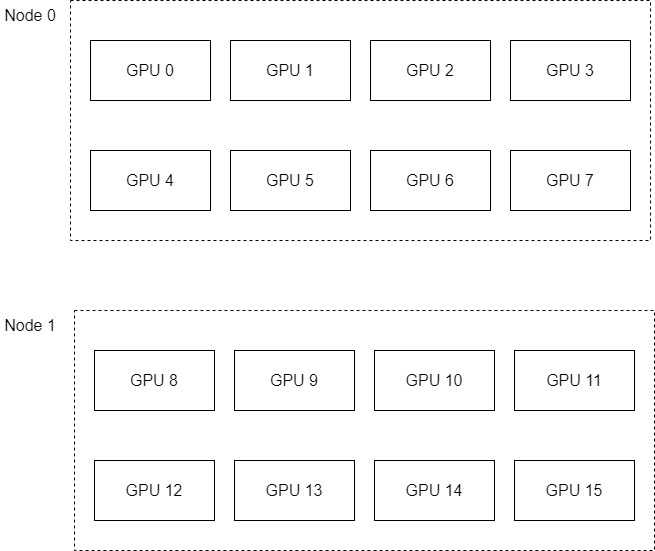 Node 0
GPU 0 GPU 1 GPU 2 GPU 3
GPU 4 GPU 5 GPU 6 GPU 7
Node 1
GPU 8 GPU 9 GPU 10 GPU 11
GPU 12 GPU 13 GPU 14 GPU 15